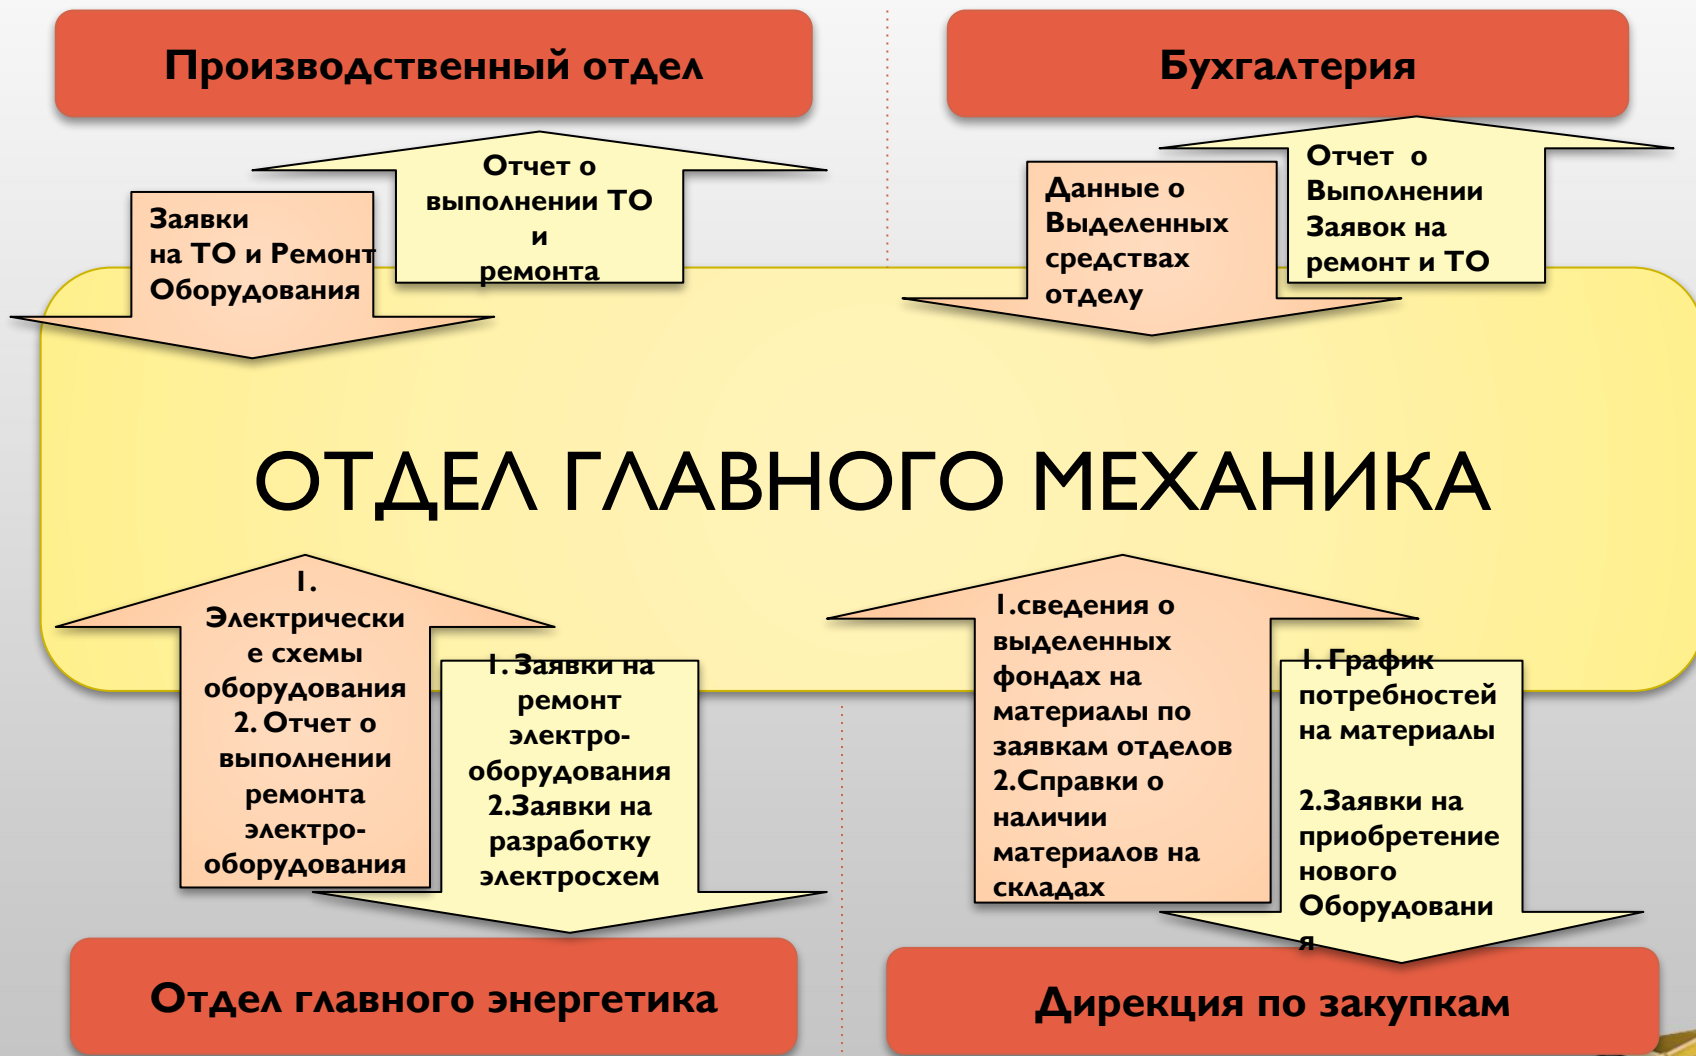 Производственный отдел
Бухгалтерия
Заявки
на ТО и Ремонт
Оборудования
Отчет о
выполнении ТО
и
ремонта
Данные о
Выделенных
средствах
отделу
Отчет о
Выполнении
Заявок на
ремонт и ТО
ОТДЕЛ ГЛАВНОГО МЕХАНИКА
1.
Электрически
е схемы
оборудования
2. Отчет о
выполнении
ремонта
электро-
оборудования
1. Заявки на
ремонт
электро-
оборудования
2.Заявки на
разработку
электросхем
1.сведения о
выделенных
фондах на
материалы по
заявкам отделов
2.Справки о
наличии
материалов на
складах
1. График
потребностей
на материалы
2.Заявки на
приобретение
нового
Оборудовани
я
Отдел главного энергетика
Дирекция по закупкам